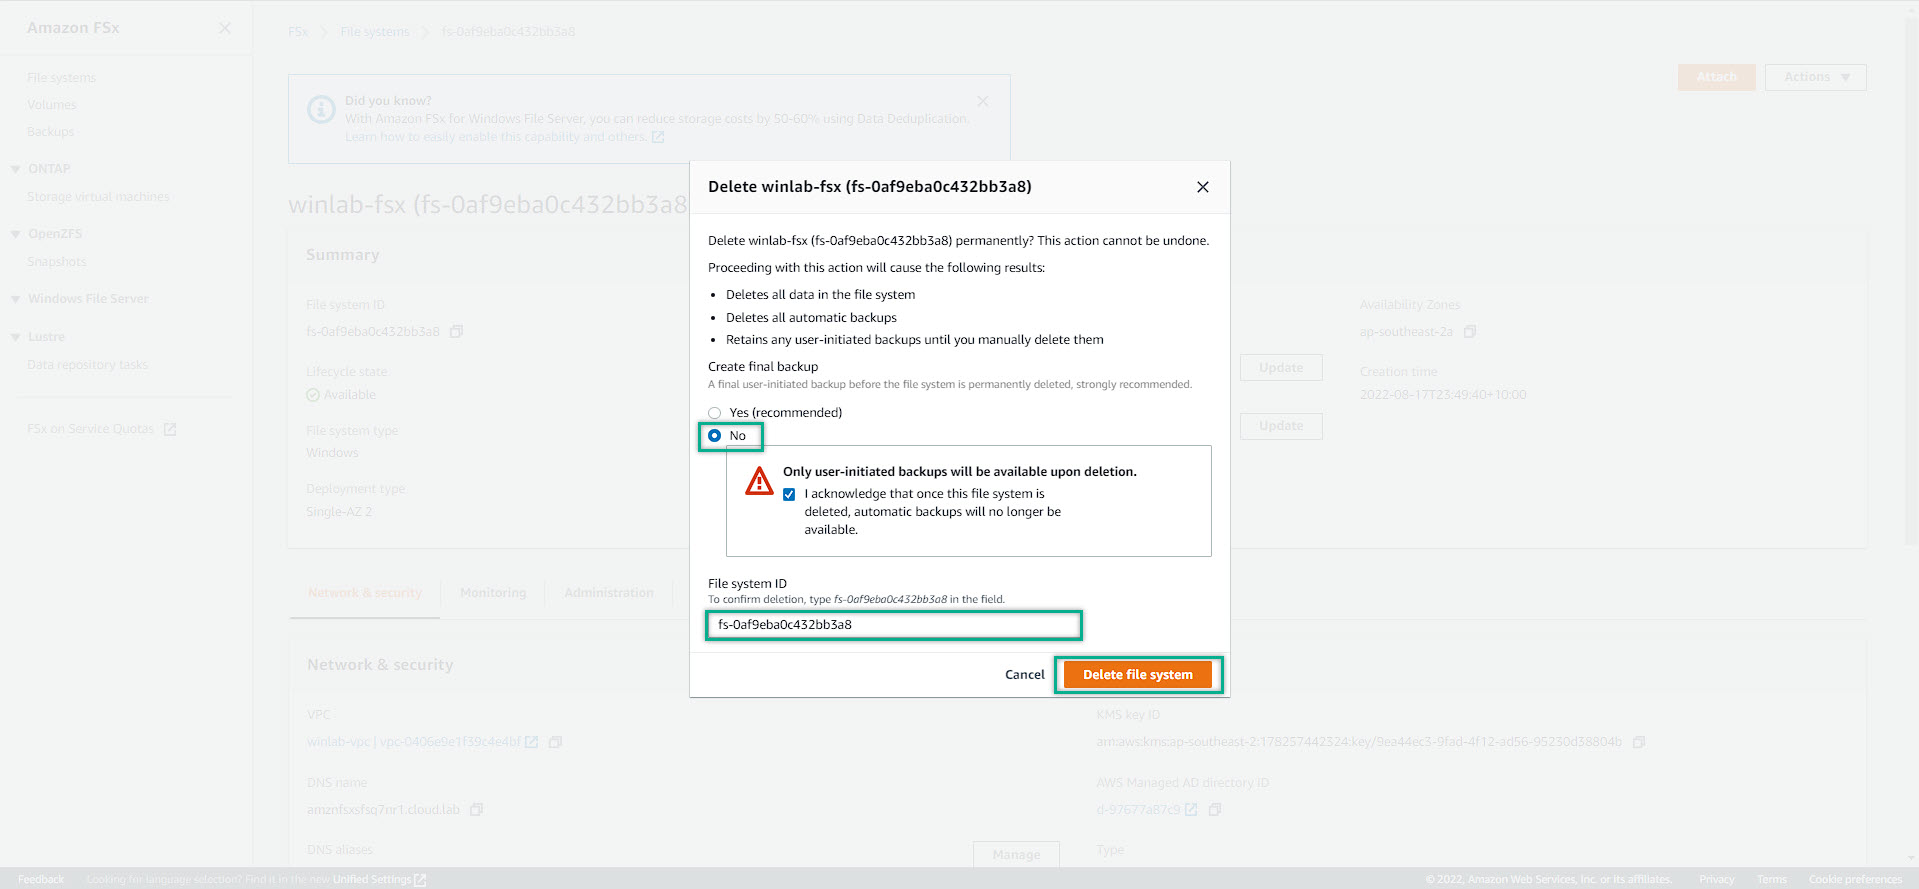 Amazon FSx
File systems
Volumes
Backups
ONTAP
Storage virtual machines
OpenZFS
Snapshots
Windows File Server
Lustre
Data repository tasks
FSx on Service Quotas
FSx
File systems
fs-0af9eba0c432bb3a8
Attach
Actions
Did you know?
With Amazon FSx for Windows File Server, you can reduce storage costs by 50-60% using Data Deduplication.
Learn how to easily enable this capability and others.
winlab-fsx (fs-0af9eba0c432bb3a8
Summary
File system ID
fs-0af9eba0c432bb3a8
Lifecycle state
Available
File system type
Windows
Deployment type
Single-AZ 2
Update
Update
Availability Zones
ap-southeast-2a
Creation time
2022-08-17T23:49:40+10:00
Delete winlab-fsx (fs-0af9eba0c432bb3a8)
Delete winlab-fsx (fs-0af9eba0c432bb3a8) permanently? This action cannot be undone.
Proceeding with this action will cause the following results:
• Deletes all data in the file system
• Deletes all automatic backups
• Retains any user-initiated backups until you manually delete them
Create final backup
A final user-initiated backup before the file system is permanently deleted, strongly recommended.
Yes (recommended)
No
Only user-initiated backups will be available upon deletion.
I acknowledge that once this file system is
deleted, automatic backups will no longer be
available.
File system ID
To confirm deletion, type fs-0af9eba0c432bb3a8 in the field.
fs-0af9eba0c432bb3a8
Cancel
Delete file system
Network & security
Monitoring
Administration
Network & security
VPC
winlab-vpc | vpc-0406e9e1f39c4e4bf
DNS name
amznfsxsfsq7nr1.cloud.lab
DNS aliases
Manage
KMS key ID
arn:aws:kms:ap-southeast-2:178257442324:key/9ea44ec3-9fad-4f12-ad56-95230d38804b
AWS Managed AD directory ID
d-97677a87c9
Type
Feedback
Looking for language selection? Find it in the new Unified Settings
© 2022, Amazon Web Services, Inc. or its affiliates.
Privacy
Terms
Cookie preferences